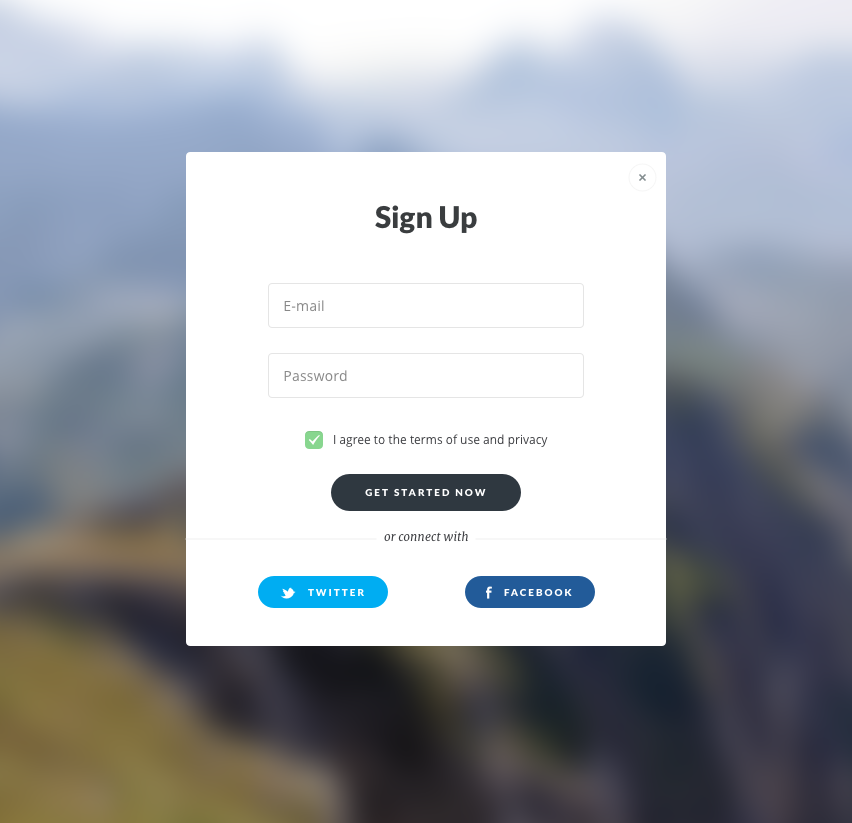 Sign Up
E-mail
Password
I agree to the terms of use and privacy
GET STARTED NOW
or connect with
TWITTER
FACEBOOK